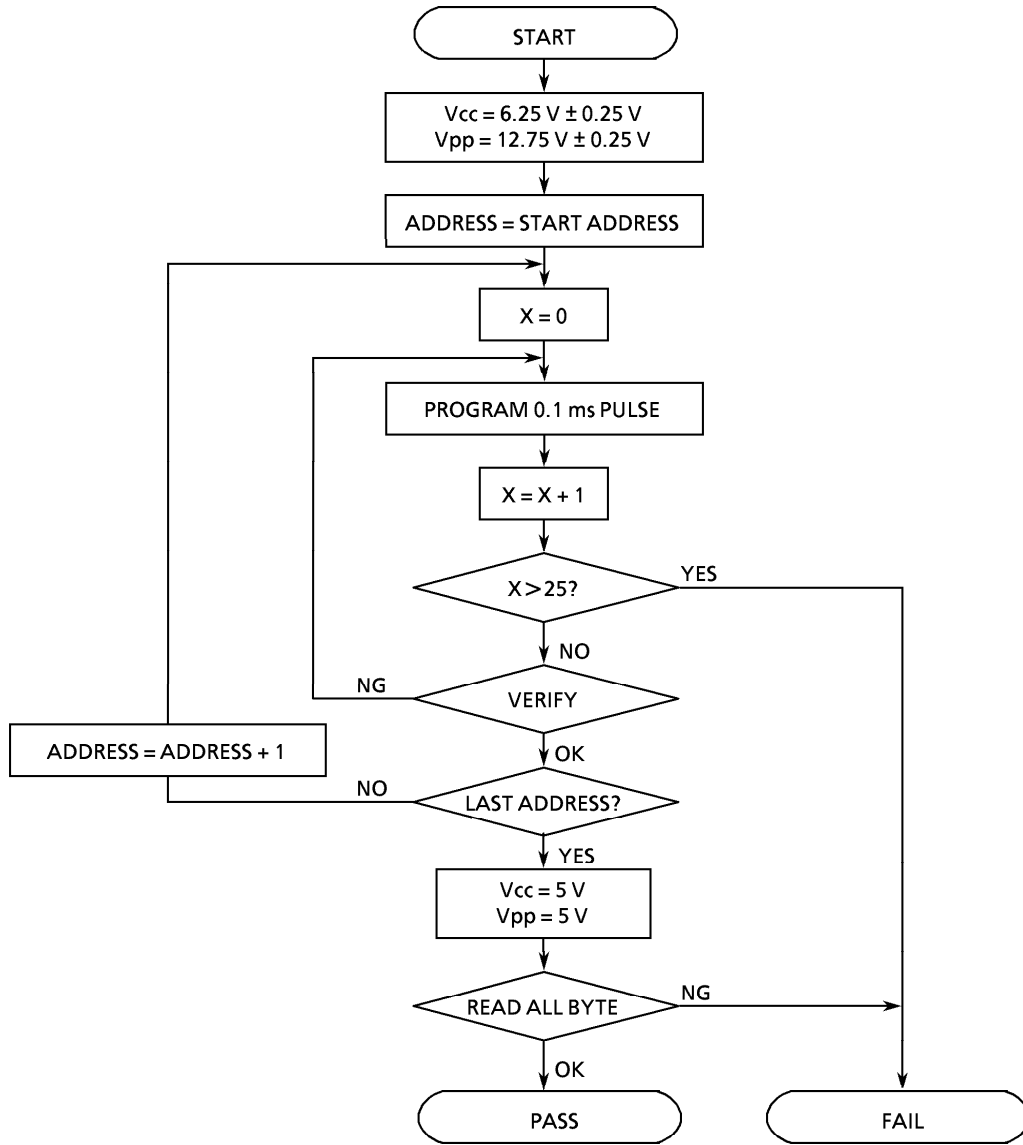 START
Vcc = 6.25 V ± 0.25 V
Vpp = 12.75 V ± 0.25 V
ADDRESS = START ADDRESS
X = 0
PROGRAM 0.1 ms PULSE
X = X + 1
X > 25?
YES
NO
VERIFY
NG
OK
ADDRESS = ADDRESS + 1
LAST ADDRESS?
NO
YES
Vcc = 5 V
Vpp = 5 V
READ ALL BYTE
NG
OK
PASS
FAIL